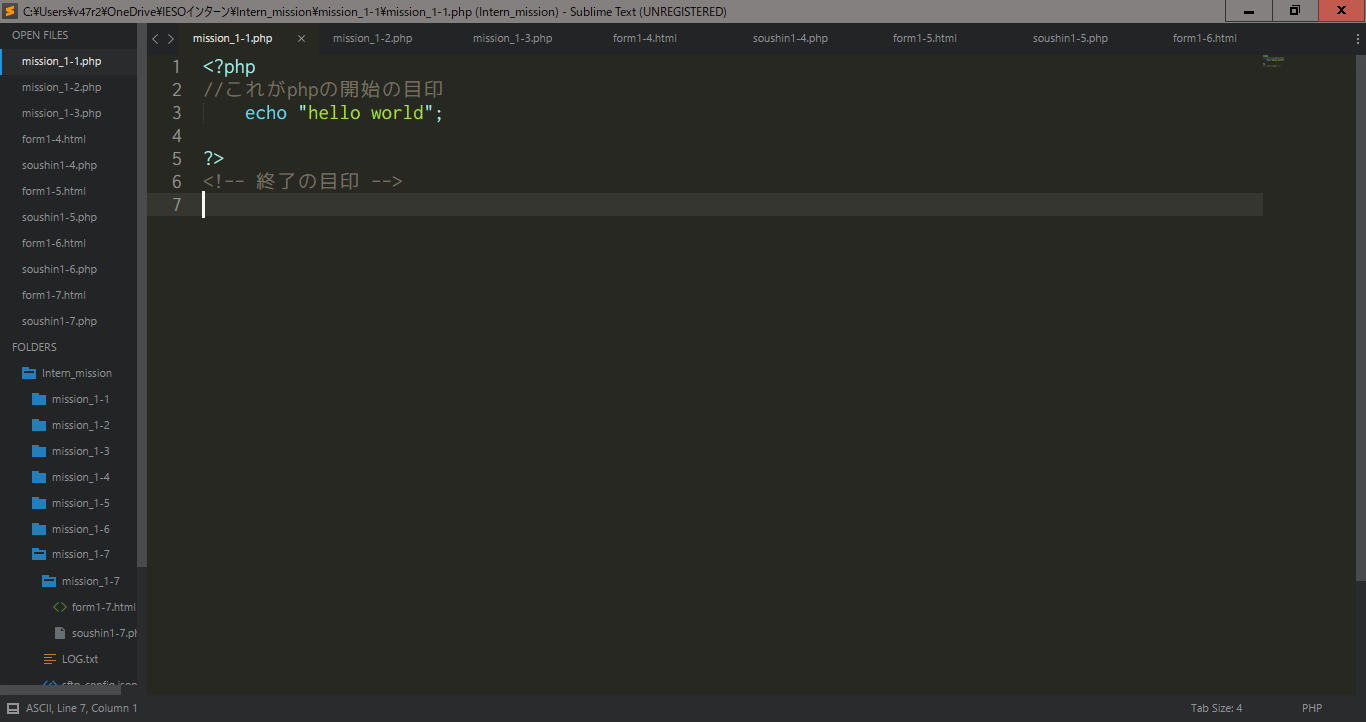 C:¥Users¥v47r2¥OneDrive¥IESOインターン¥Intern_mission¥mission_1-1¥mission_1-1.php (Intern_mission) - Sublime Text (UNREGISTERED)
OPEN FILES
mission_1-1.php
mission_1-2.php
mission_1-3.php
form1-4.html
soushin1-4.php
form1-5.html
soushin1-5.php
form1-6.html
soushin1-6.php
form1-7.html
soushin1-7.php
FOLDERS
Intern_mission
mission_1-1
mission_1-2
mission_1-3
mission_1-4
mission_1-5
mission_1-6
mission_1-7
mission_1-7
form1-7.html
soushin1-7.ph
LOG.txt
mission_1-1.php × mission_1-2.php mission_1-3.php form1-4.html soushin1-4.php form1-5.html soushin1-5.php form1-6.html
1 <?php
2 //これがphpの開始の目印
3 echo "hello world";
4
5 ?>
6 <!-- 終了の目印 -->
7
ASCII, Line 7, Column 1 Tab Size: 4 PHP